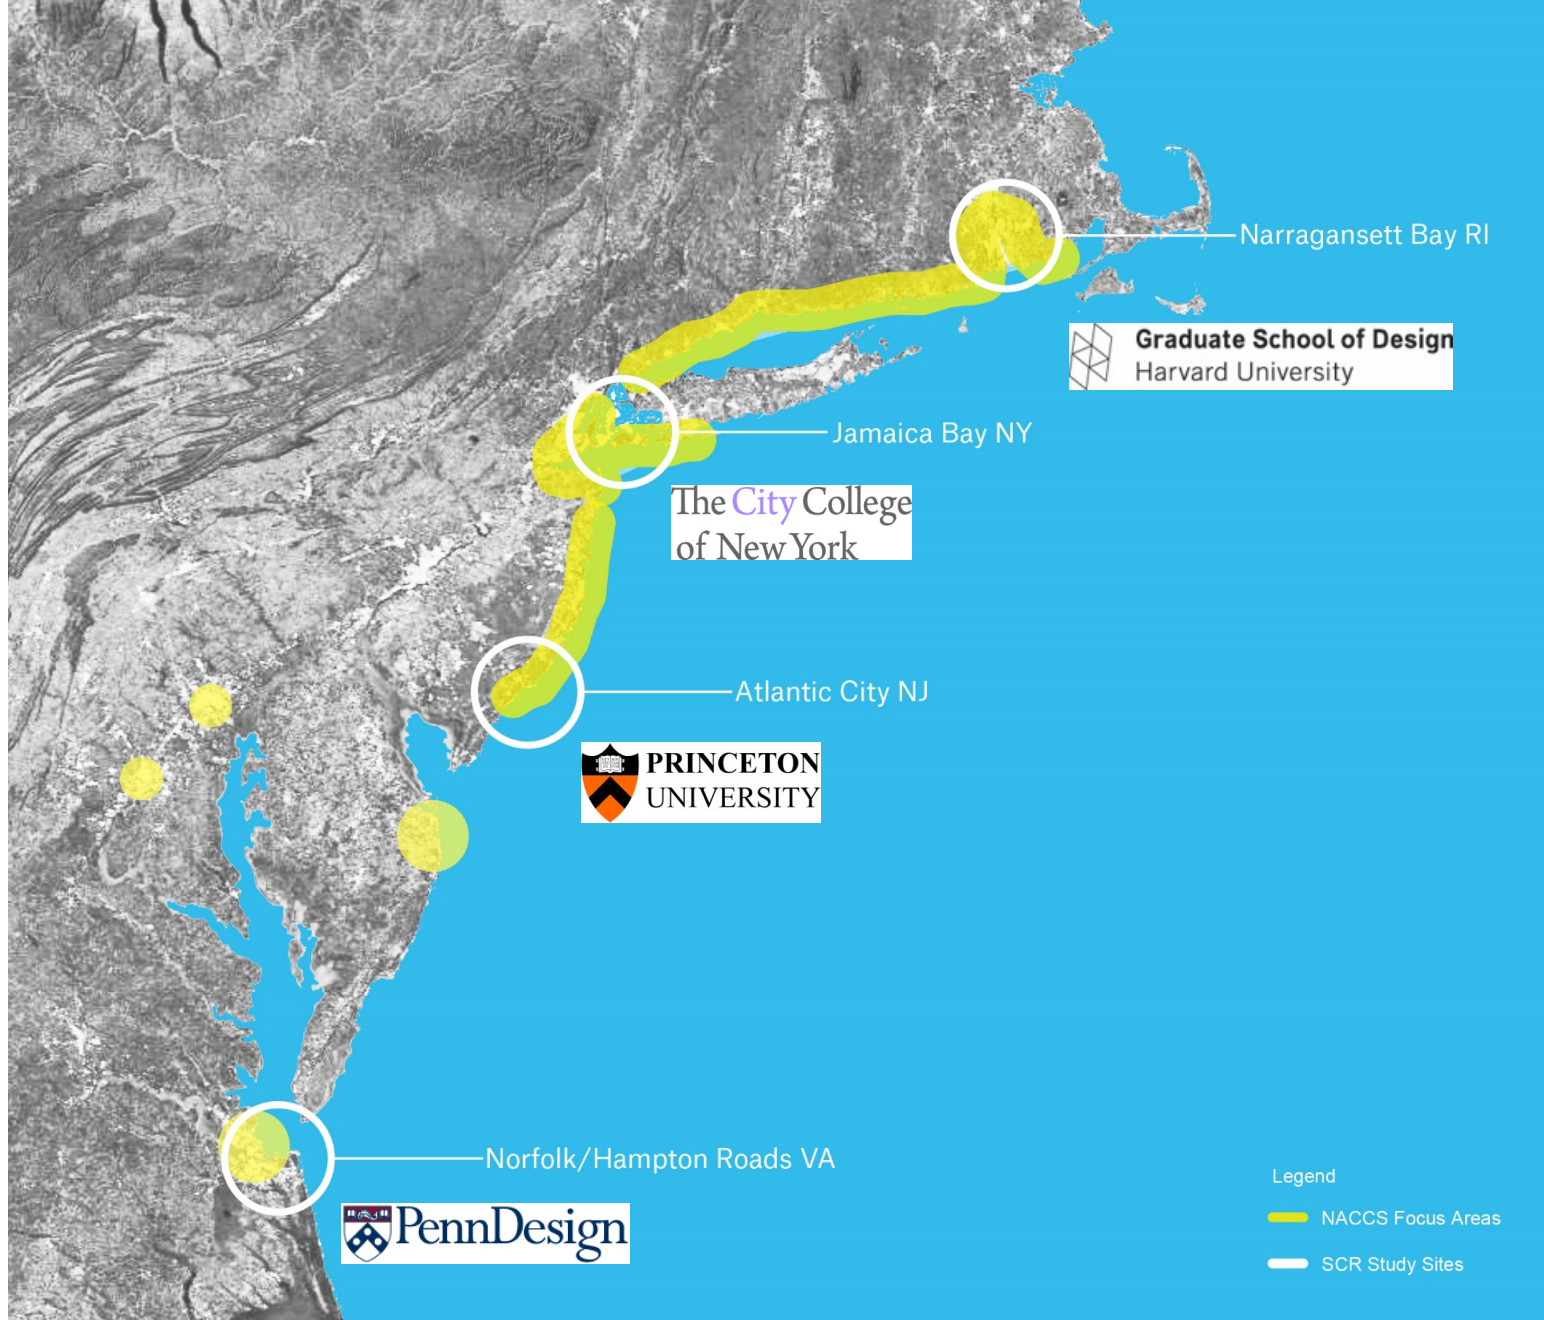 Narragansett Bay RI
Graduate School of Design
Harvard University
Jamaica Bay NY
The City College
of New York
Atlantic City NJ
PRINCETON
UNIVERSITY
Norfolk/Hampton Roads VA
PennDesign
Legend
NACCS Focus Areas
SCR Study Sites